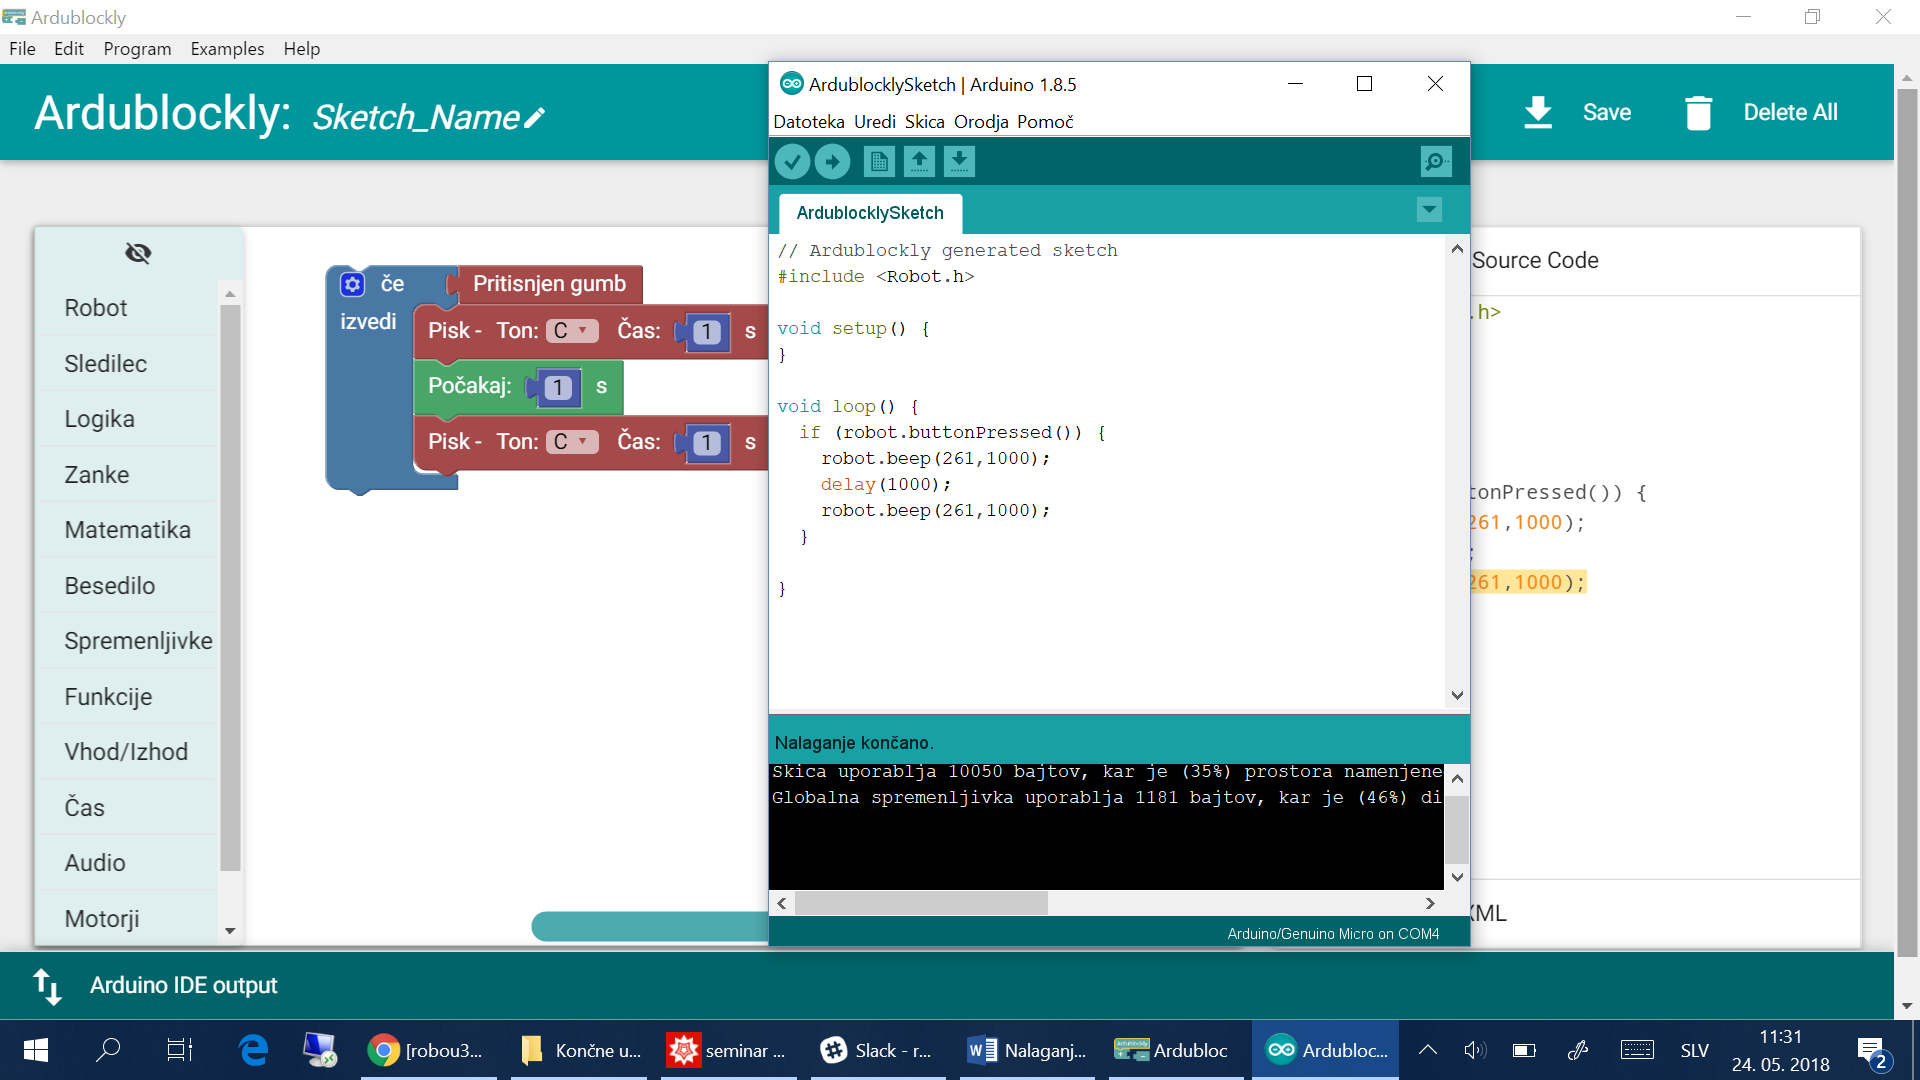 Ardublockly
File Edit Program Examples Help
Ardublockly: Sketch_Name
Save
Delete All
Robot
Sledilec
Logika
Zanke
Matematika
Besedilo
Spremenljivke
Funkcije
Vhod/Izhod
Čas
Audio
Motorji
če Pritisnjen gumb
izvedi
Pisk - Ton: C Čas: 1 s
Počakaj: 1 s
Pisk - Ton: C Čas: 1 s
ArdublocklySketch | Arduino 1.8.5
Datoteka Uredi Skica Orodja Pomoč
ArdublocklySketch
// Ardublockly generated sketch
#include <Robot.h>
void setup() {
}
void loop() {
if (robot.buttonPressed()) {
robot.beep(261,1000);
delay(1000);
robot.beep(261,1000);
}
}
Nalaganje končano.
Skica uporablja 10050 bajtov, kar je (35%) prostora namenjene
Globalna spremenljivka uporablja 1181 bajtov, kar je (46%) di
Arduino/Genuino Micro on COM4
Source Code
.h>
tonPressed()) {
261,1000);
;
261,1000);
XML
Arduino IDE output
[robou3...
Končne u...
seminar ...
Slack - r...
Nalaganj...
Ardubloc
Ardubloc...
SLV
11:31
24. 05. 2018
2